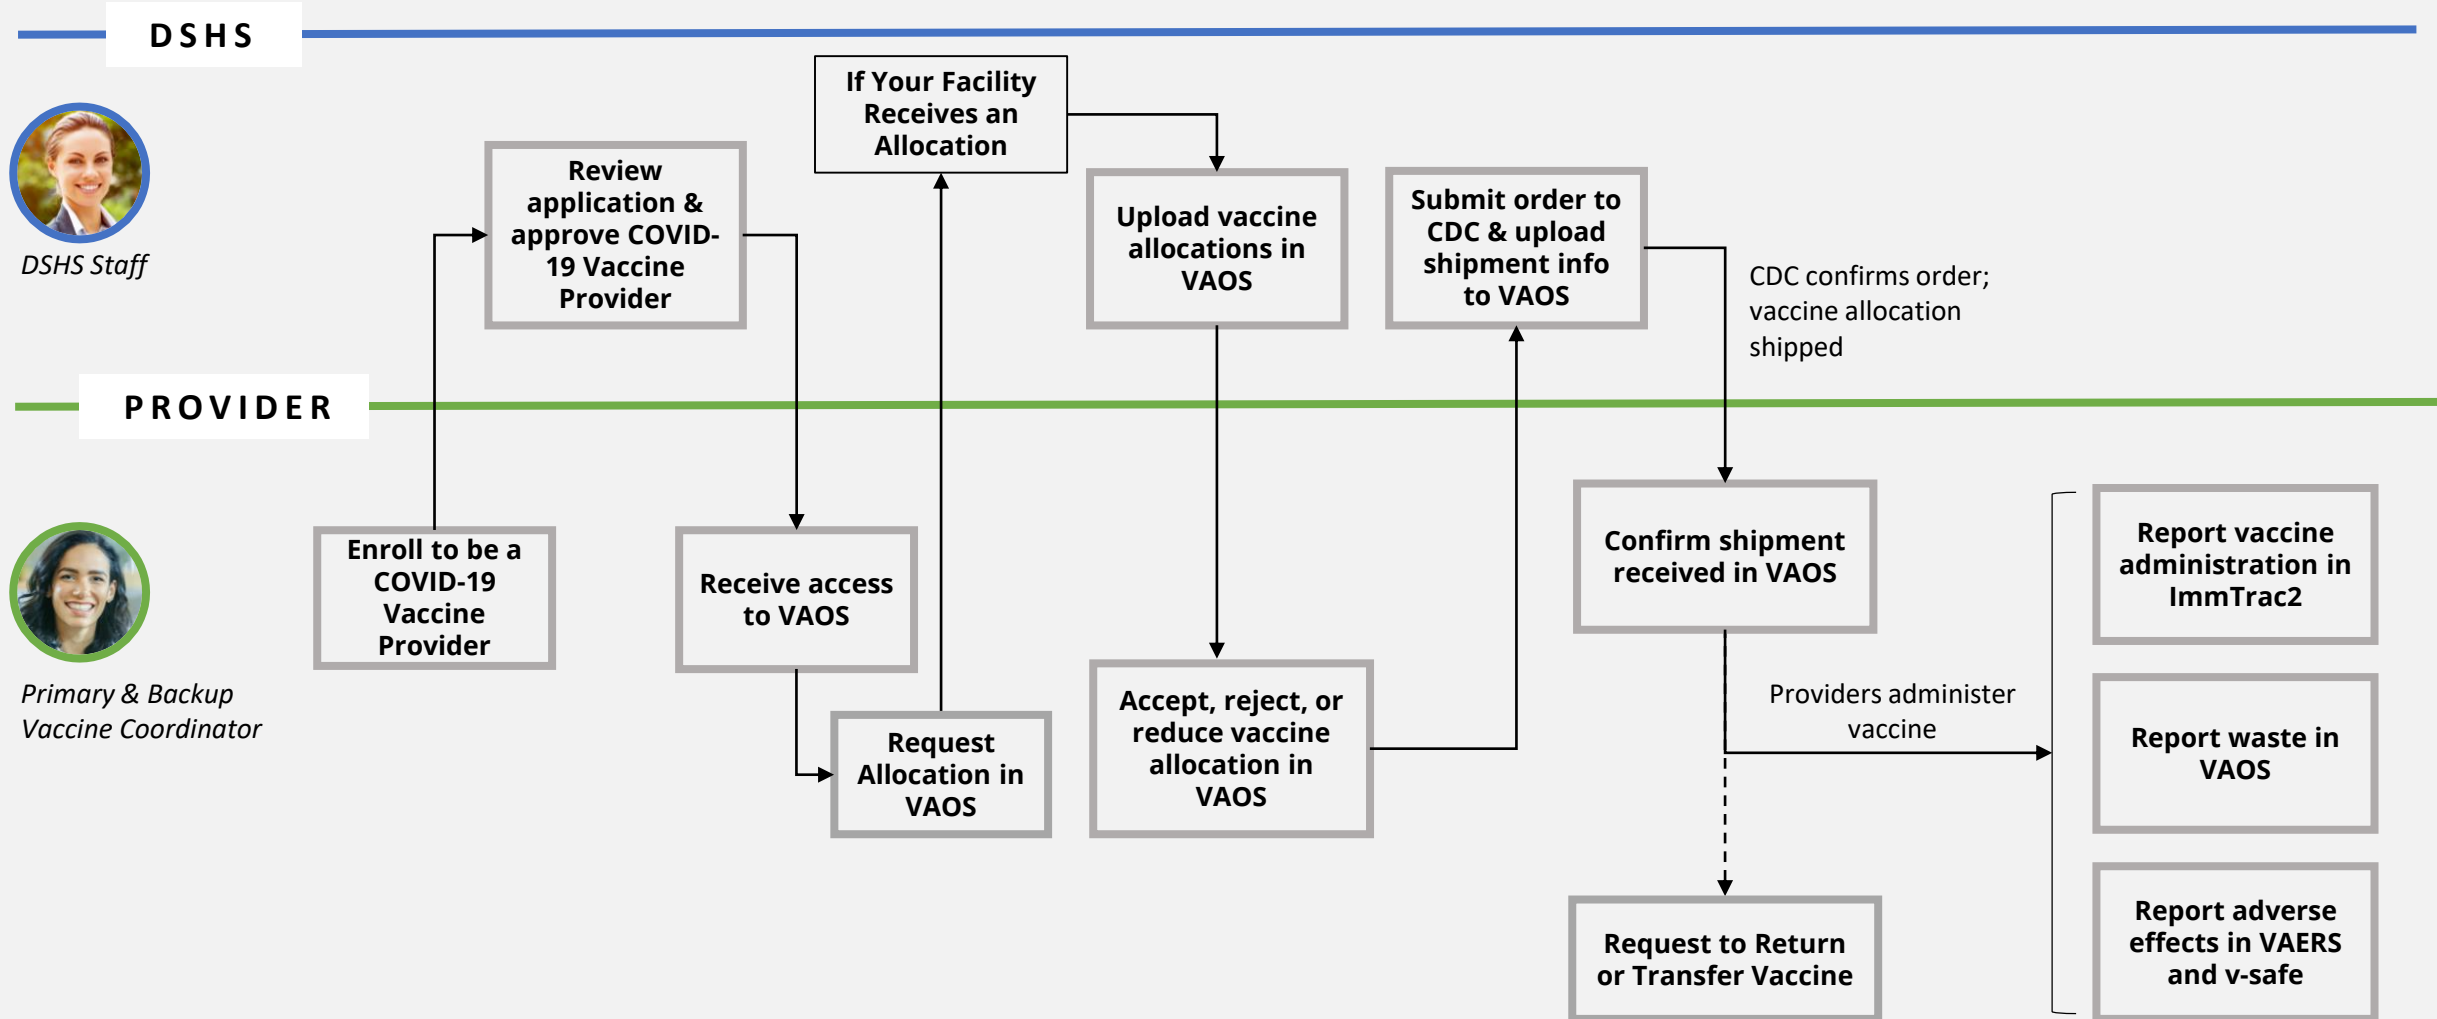 DSHS
If Your Facility
Receives an
Allocation
Review
application &
approve COVID-
19 Vaccine
Provider
Upload vaccine
allocations in
VAOS
Submit order to
CDC & upload
shipment info
to VAOS
CDC confirms order;
vaccine allocation
shipped
DSHS Staff
PROVIDER
Enroll to be a
COVID-19
Vaccine
Provider
Receive access
to VAOS
Request
Allocation in
VAOS
Accept, reject, or
reduce vaccine
allocation in
VAOS
Confirm shipment
received in VAOS
Providers administer
vaccine
Request to Return
or Transfer Vaccine
Report vaccine
administration in
ImmTrac2
Report waste in
VAOS
Report adverse
effects in VAERS
and v-safe
Primary & Backup
Vaccine Coordinator